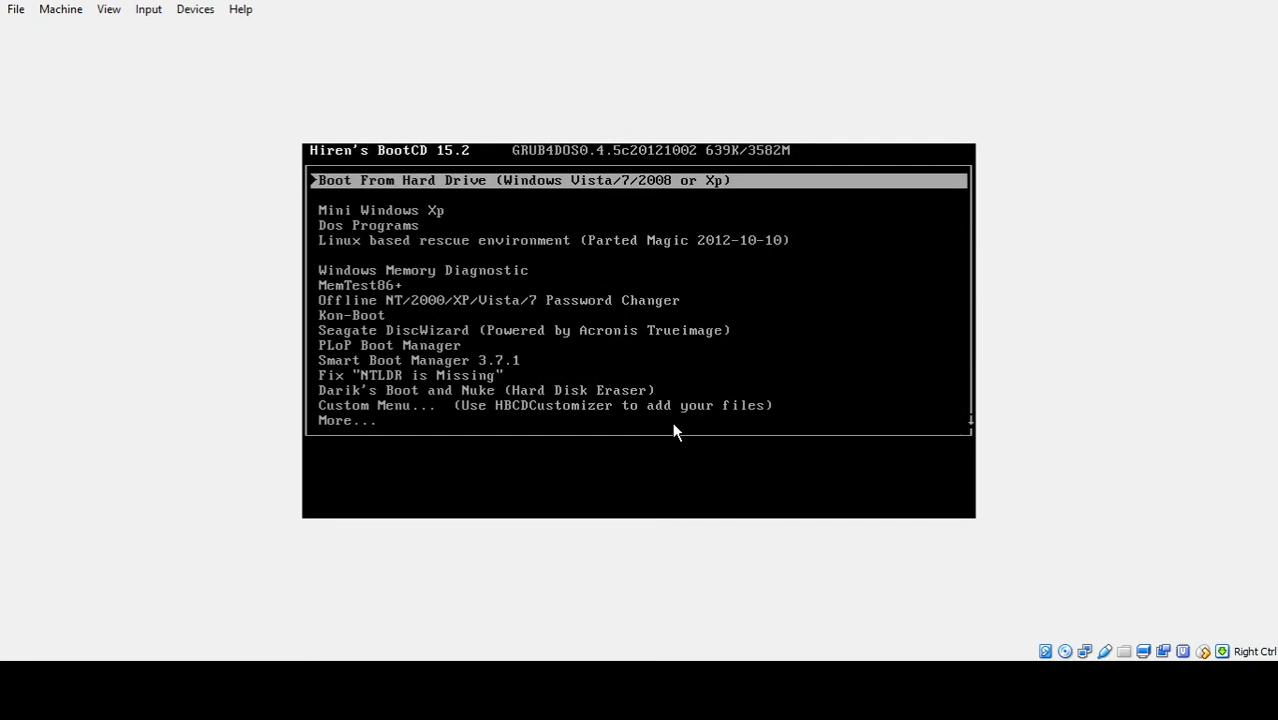 File Machine View Input Devices Help
Hiren's BootCD 15.2 GRUB4DOS0.4.5c20121002 639K/3582M
Boot From Hard Drive (Windows Vista/7/2008 or Xp)
Mini Windows Xp
Dos Programs
Linux based rescue environment (Parted Magic 2012-10-10)
Windows Memory Diagnostic
MemTest86+
Offline NT/2000/XP/Vista/7 Password Changer
Kon-Boot
Seagate DiscWizard (Powered by Acronis Trueimage)
PLoP Boot Manager
Smart Boot Manager 3.7.1
Fix "NTLDR is Missing"
Darik's Boot and Nuke (Hard Disk Eraser)
Custom Menu... (Use HBCDCustomizer to add your files)
More...
Right Ctrl